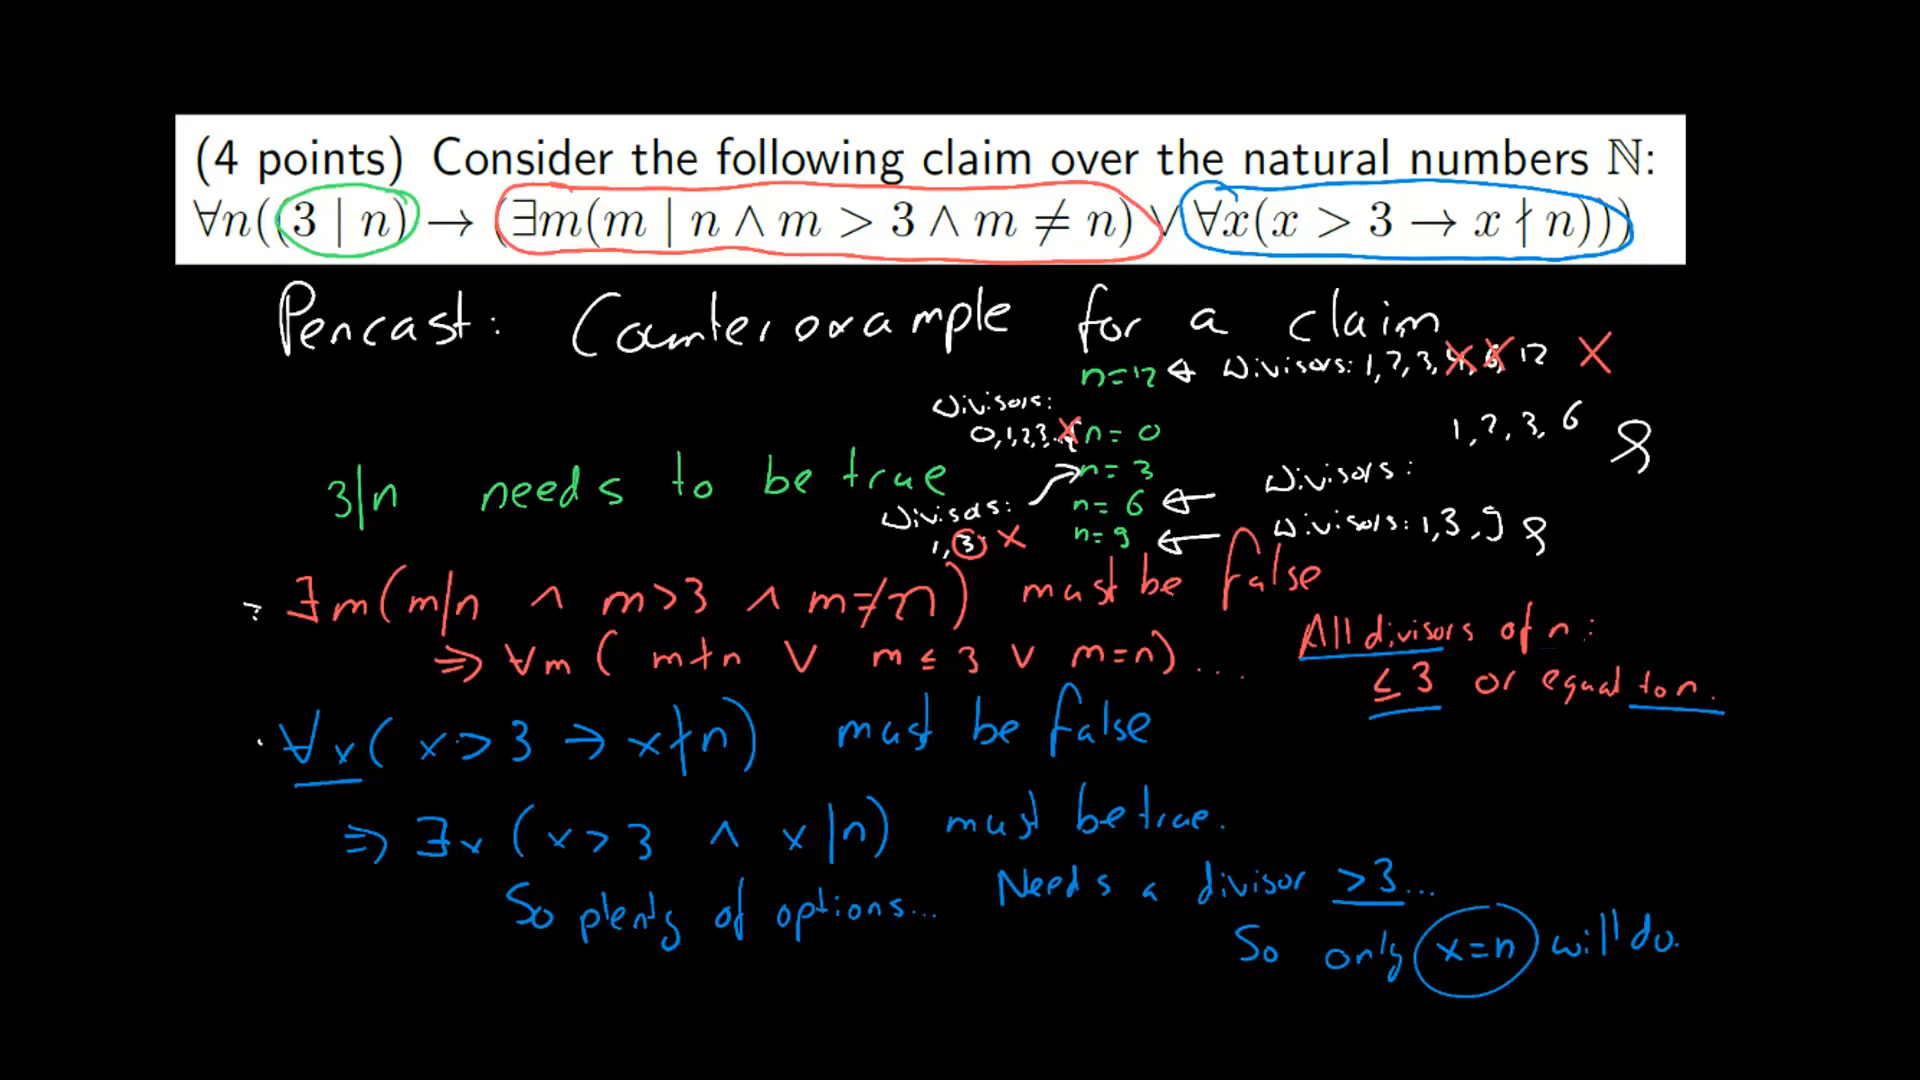 (4 points) Consider the following claim over the natural numbers ℕ:
∀n((3 | n) → (∃m(m | n ∧ m > 3 ∧ m ≠ n) ∨ ∀x(x > 3 → x ∤ n)))
Pencast: Counterexample for a claim
n=12 ← Divisors: 1, 2, 3, 4, 6, 12 X
Divisors:
0,1,2,3... n= 0
1, 2, 3, 6
3|n needs to be true
n= 3
Divisors:
Divisors:
n= 6 ←
1, 3 X
n= 9 ← Divisors: 1, 3, 9
∃m(m|n ∧ m>3 ∧ m≠n) must be false
⇒ ∀m( m∤n ∨ m≤3 ∨ m=n)...
All divisors of n:
≤3 or equal to n.
∀x( x>3 → x∤n) must be false
⇒ ∃x (x>3 ∧ x|n) must be true.
So plenty of options...
Needs a divisor >3...
So only x=n will do.